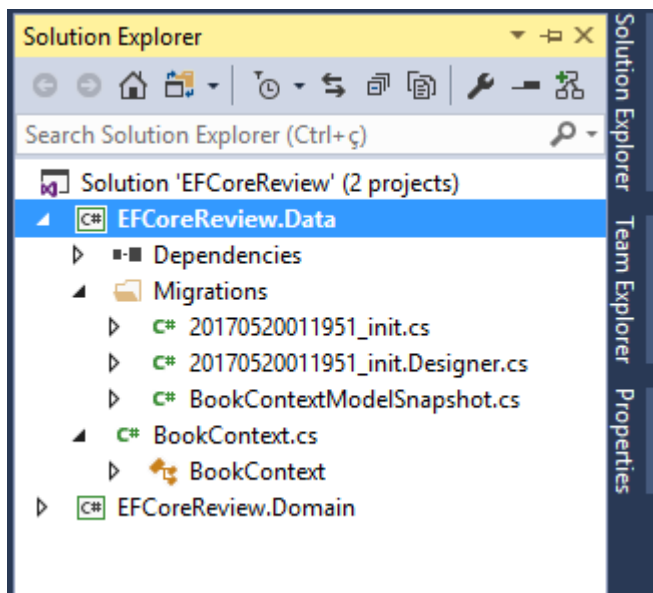 Solution Explorer
Search Solution Explorer (Ctrl+ç)
Solution 'EFCoreReview' (2 projects)
C# EFCoreReview.Data
Dependencies
Migrations
C# 20170520011951_init.cs
C# 20170520011951_init.Designer.cs
C# BookContextModelSnapshot.cs
C# BookContext.cs
BookContext
C# EFCoreReview.Domain
Solution Explorer
Team Explorer
Properties